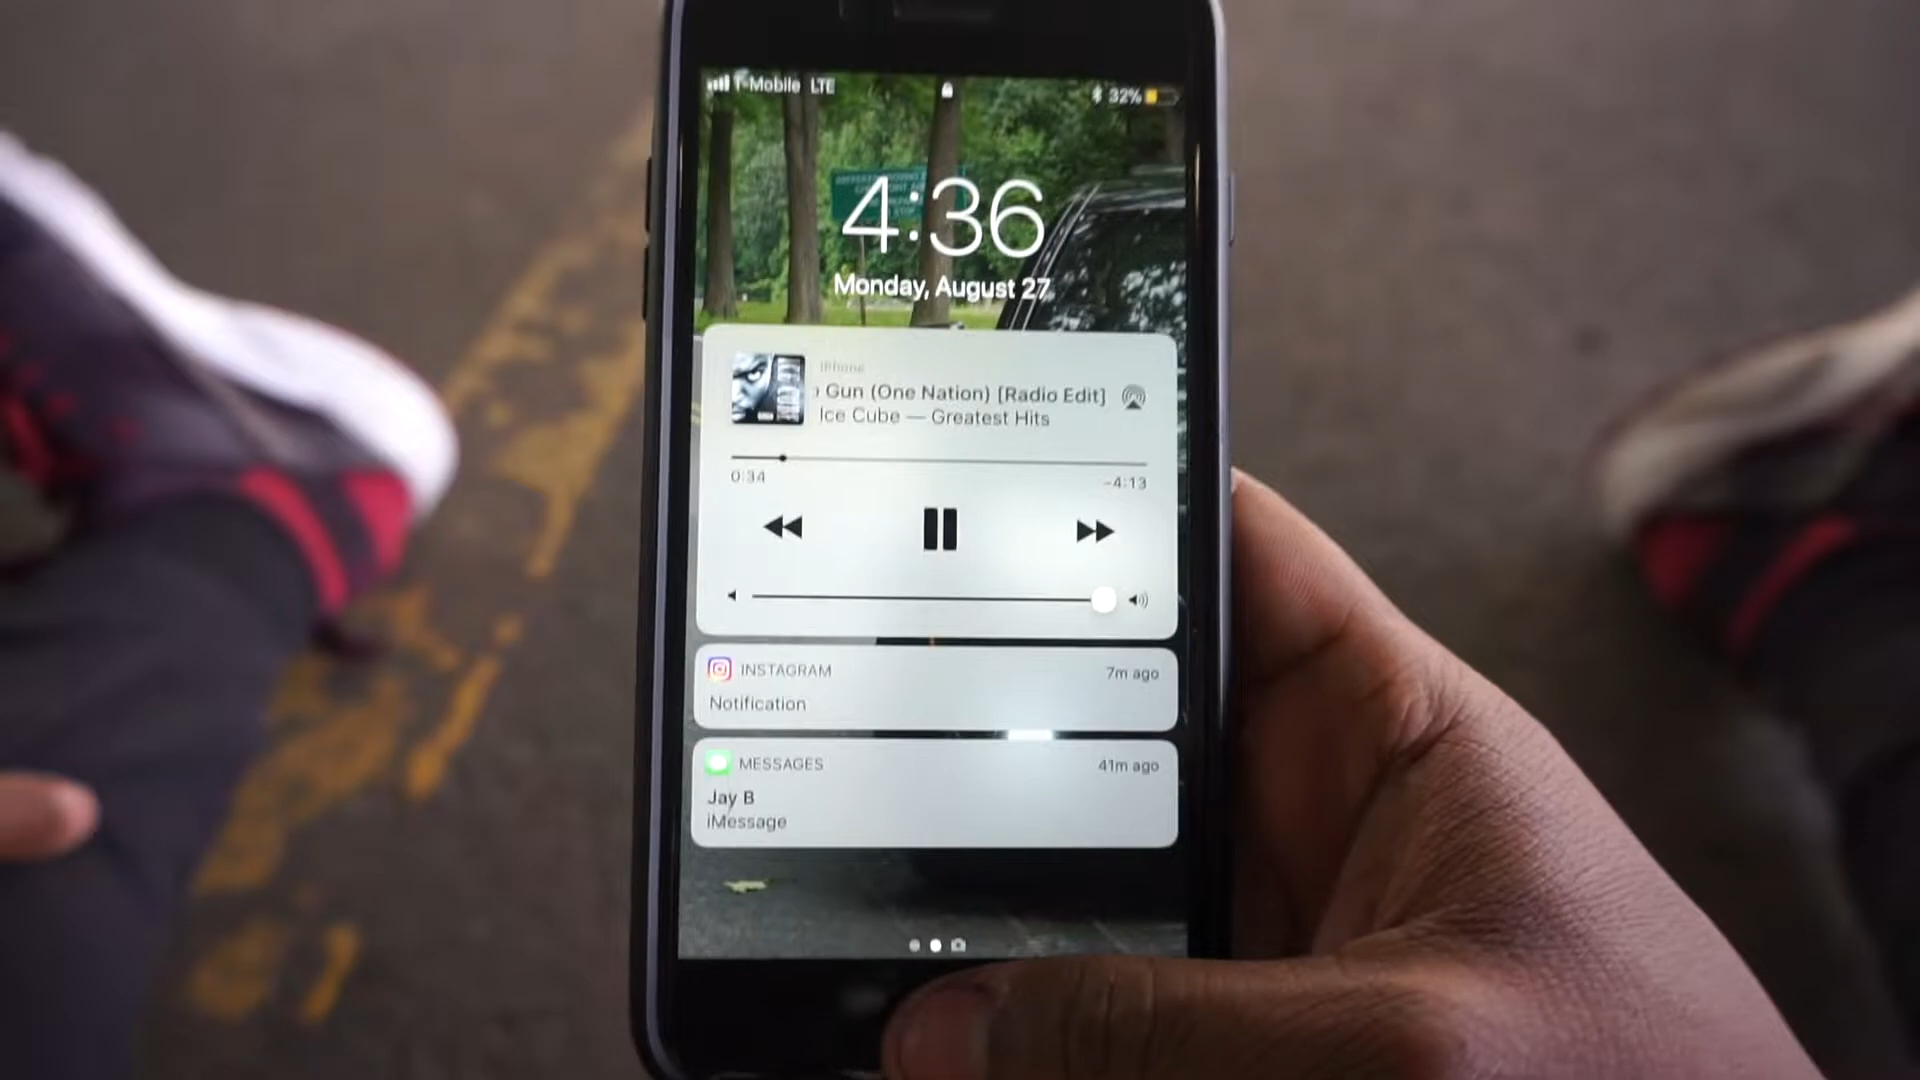 T-Mobile LTE
32%
4:36
Monday, August 27
iPhone
Gun (One Nation) [Radio Edit]
Ice Cube — Greatest Hits
0:34
-4:13
INSTAGRAM
7m ago
Notification
MESSAGES
41m ago
Jay B
iMessage